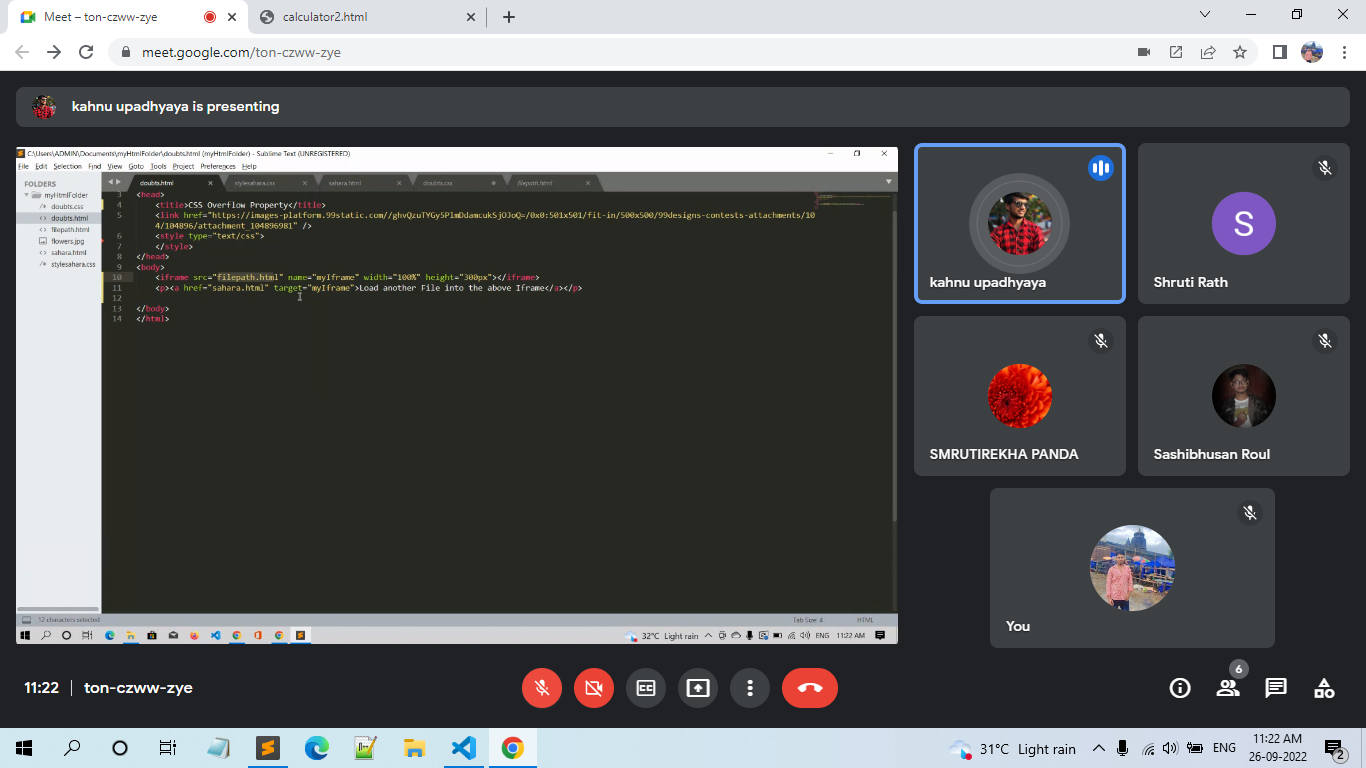 Meet – ton-czww-zye
calculator2.html
meet.google.com/ton-czww-zye
kahnu upadhyaya is presenting
C:\Users\ADMIN\Documents\myHtmlFolder\doubts.html (myHtmlFolder) - Sublime Text (UNREGISTERED)
File Edit Selection Find View Goto Tools Project Preferences Help
FOLDERS
myHtmlFolder
/* doubts.css
<> doubts.html
<> filepath.html
flowers.jpg
<> sahara.html
/* stylesahara.css
doubts.html
stylesahara.css
sahara.html
doubts.css
filepath.html
3 <head>
4 <title>CSS Overflow Property</title>
5 <link href="https://images-platform.99static.com//ghvQzuTYGy5PlmDdamcukSjOJoQ=/0x0:501x501/fit-in/500x500/99designs-contests-attachments/10
4/104896/attachment_104896981" />
6 <style type="text/css">
7 </style>
8 </head>
9 <body>
10 <iframe src="filepath.html" name="myIframe" width="100%" height="300px"></iframe>
11 <p><a href="sahara.html" target="myIframe">Load another File into the above Iframe</a></p>
12
13 </body>
14 </html>
12 characters selected
Tab Size: 4
HTML
32°C Light rain
ENG
11:22 AM
kahnu upadhyaya
S
Shruti Rath
SMRUTIREKHA PANDA
Sashibhusan Roul
You
11:22
ton-czww-zye
6
31°C Light rain
ENG
11:22 AM
26-09-2022
2